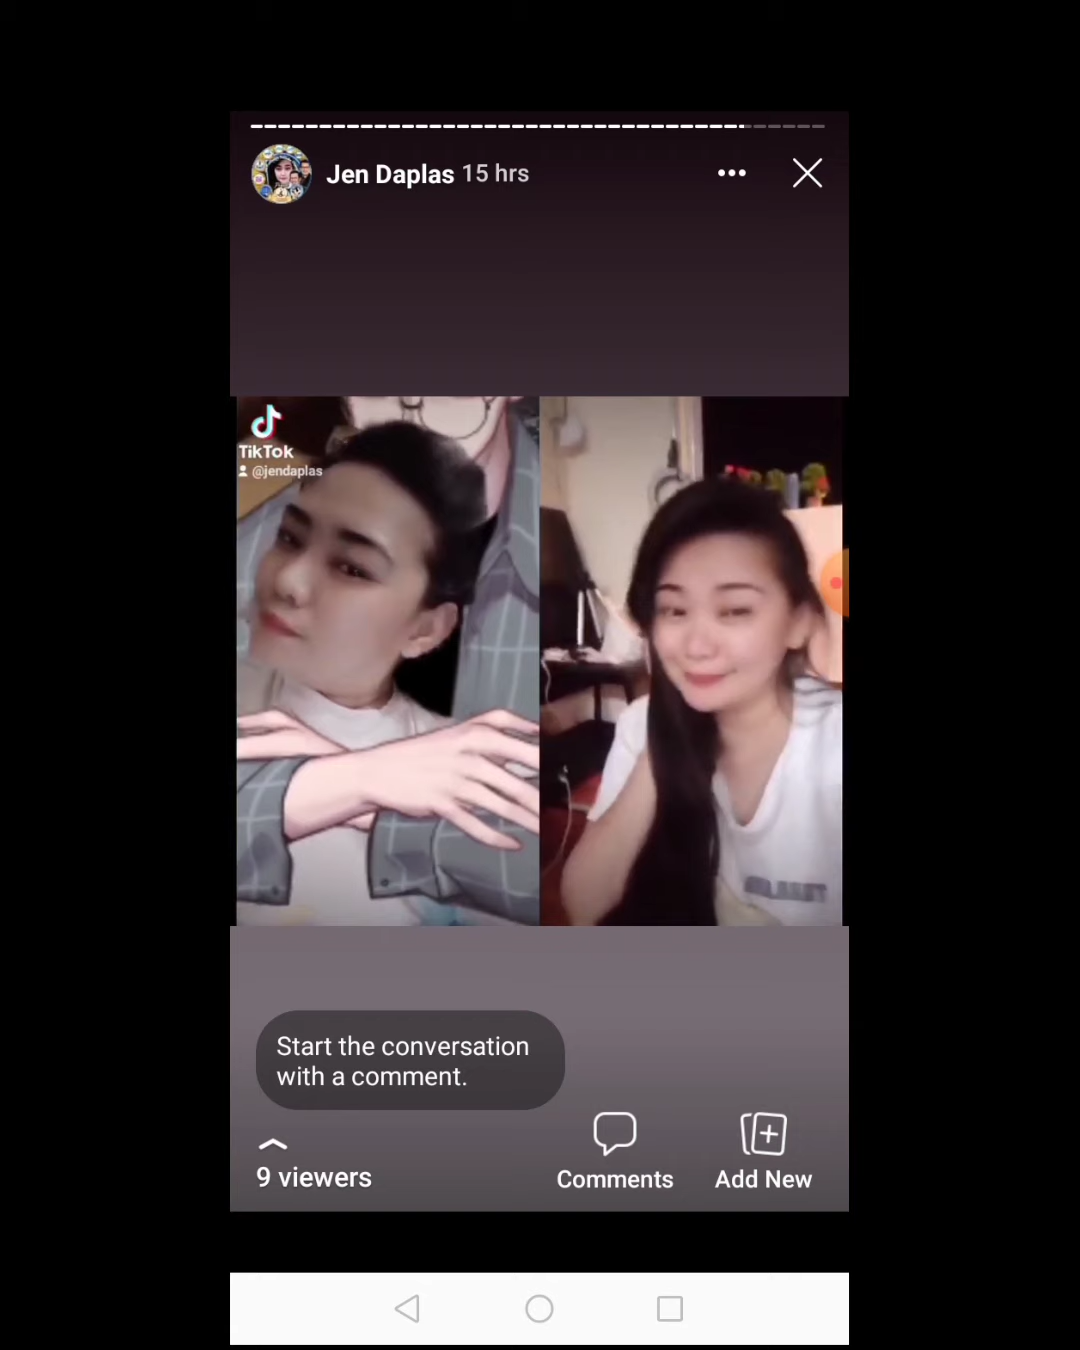 Jen Daplas 15 hrs
TikTok
@jendaplas
Start the conversation
with a comment.
9 viewers
Comments
Add New